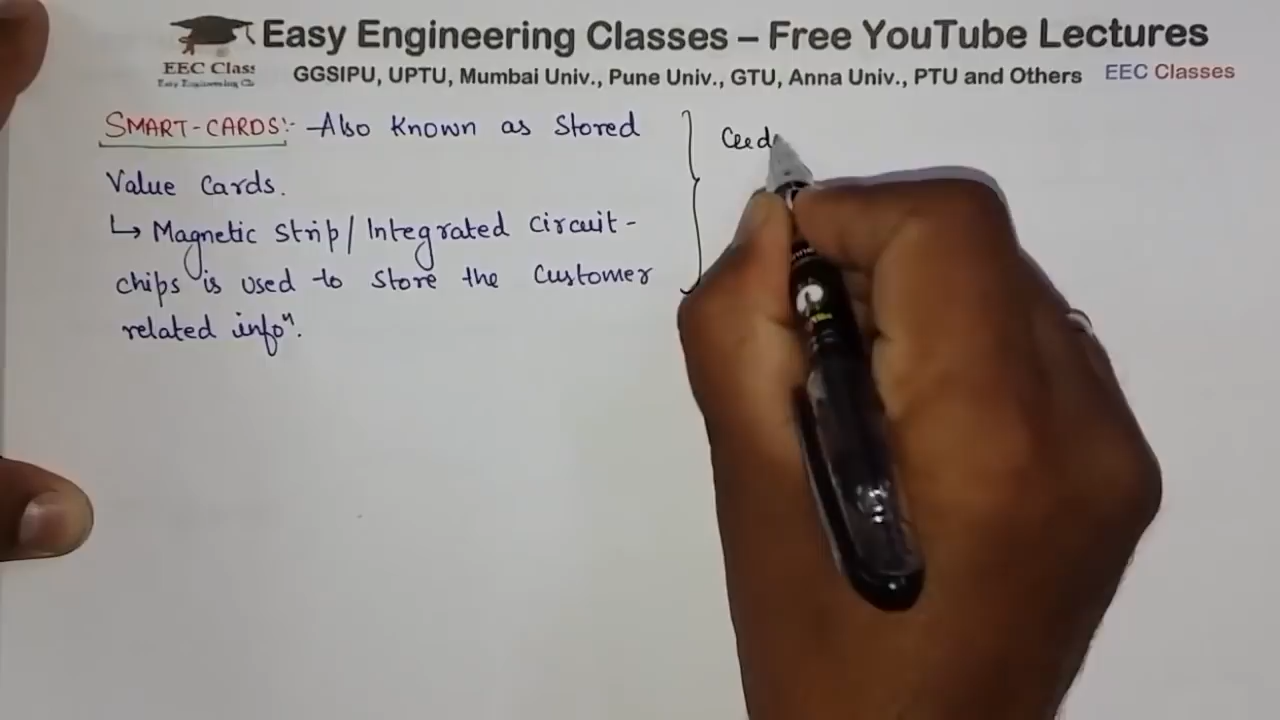 Easy Engineering Classes – Free YouTube Lectures
EEC Class
GGSIPU, UPTU, Mumbai Univ., Pune Univ., GTU, Anna Univ., PTU and Others
EEC Classes
SMART-CARDS:- Also Known as Stored
Value Cards.
↳ Magnetic Strip/Integrated Circuit-
chips is used to store the Customer
related infoⁿ.